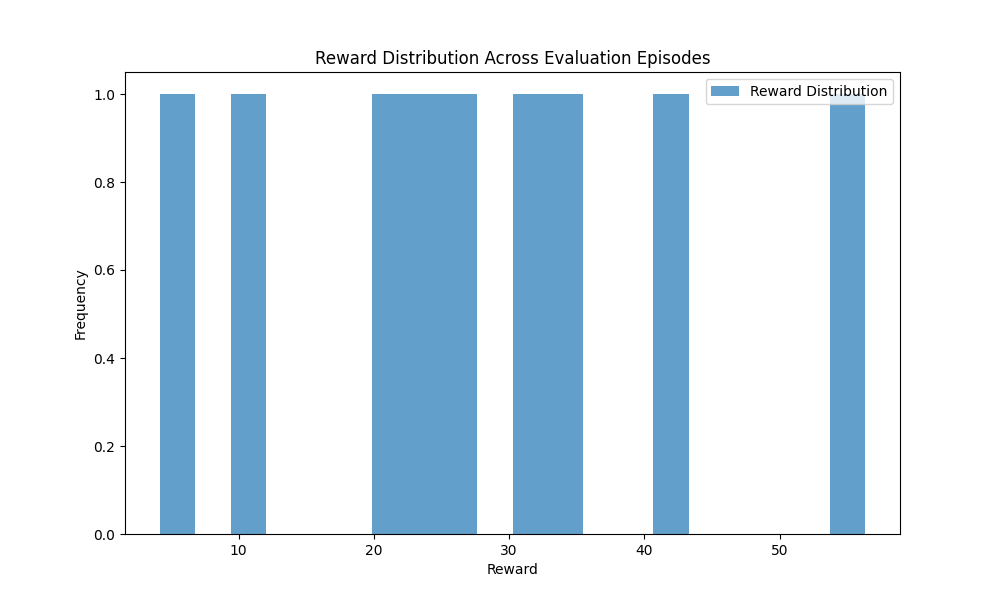 Reward Distribution Across Evaluation Episodes
Reward Distribution
1.0
0.8
0.6
0.4
0.2
0.0
Frequency
10 20 30 40 50
Reward